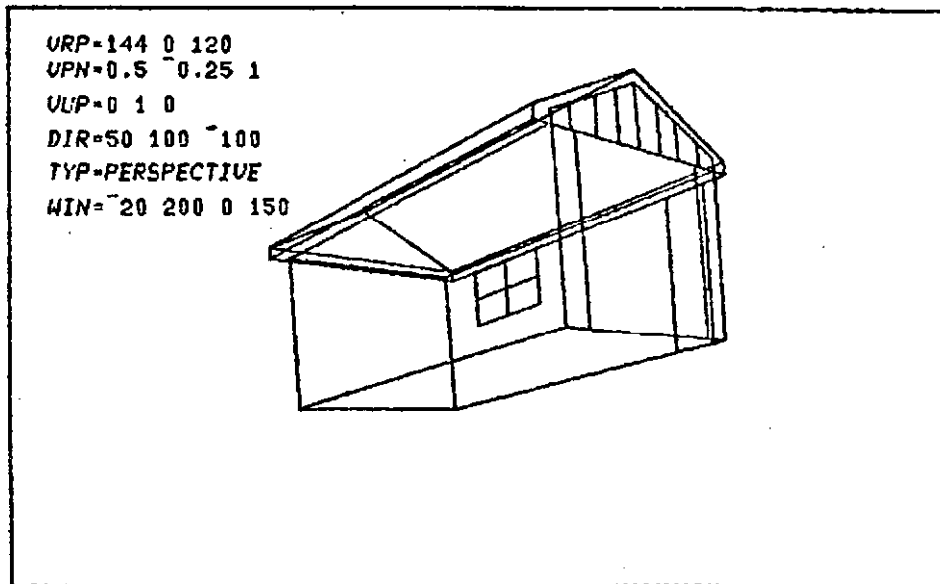 VRP=144 0 120
VPN=0.5 ¯0.25 1
VUP=0 1 0
DIR=50 100 ¯100
TYP=PERSPECTIVE
WIN=¯20 200 0 150